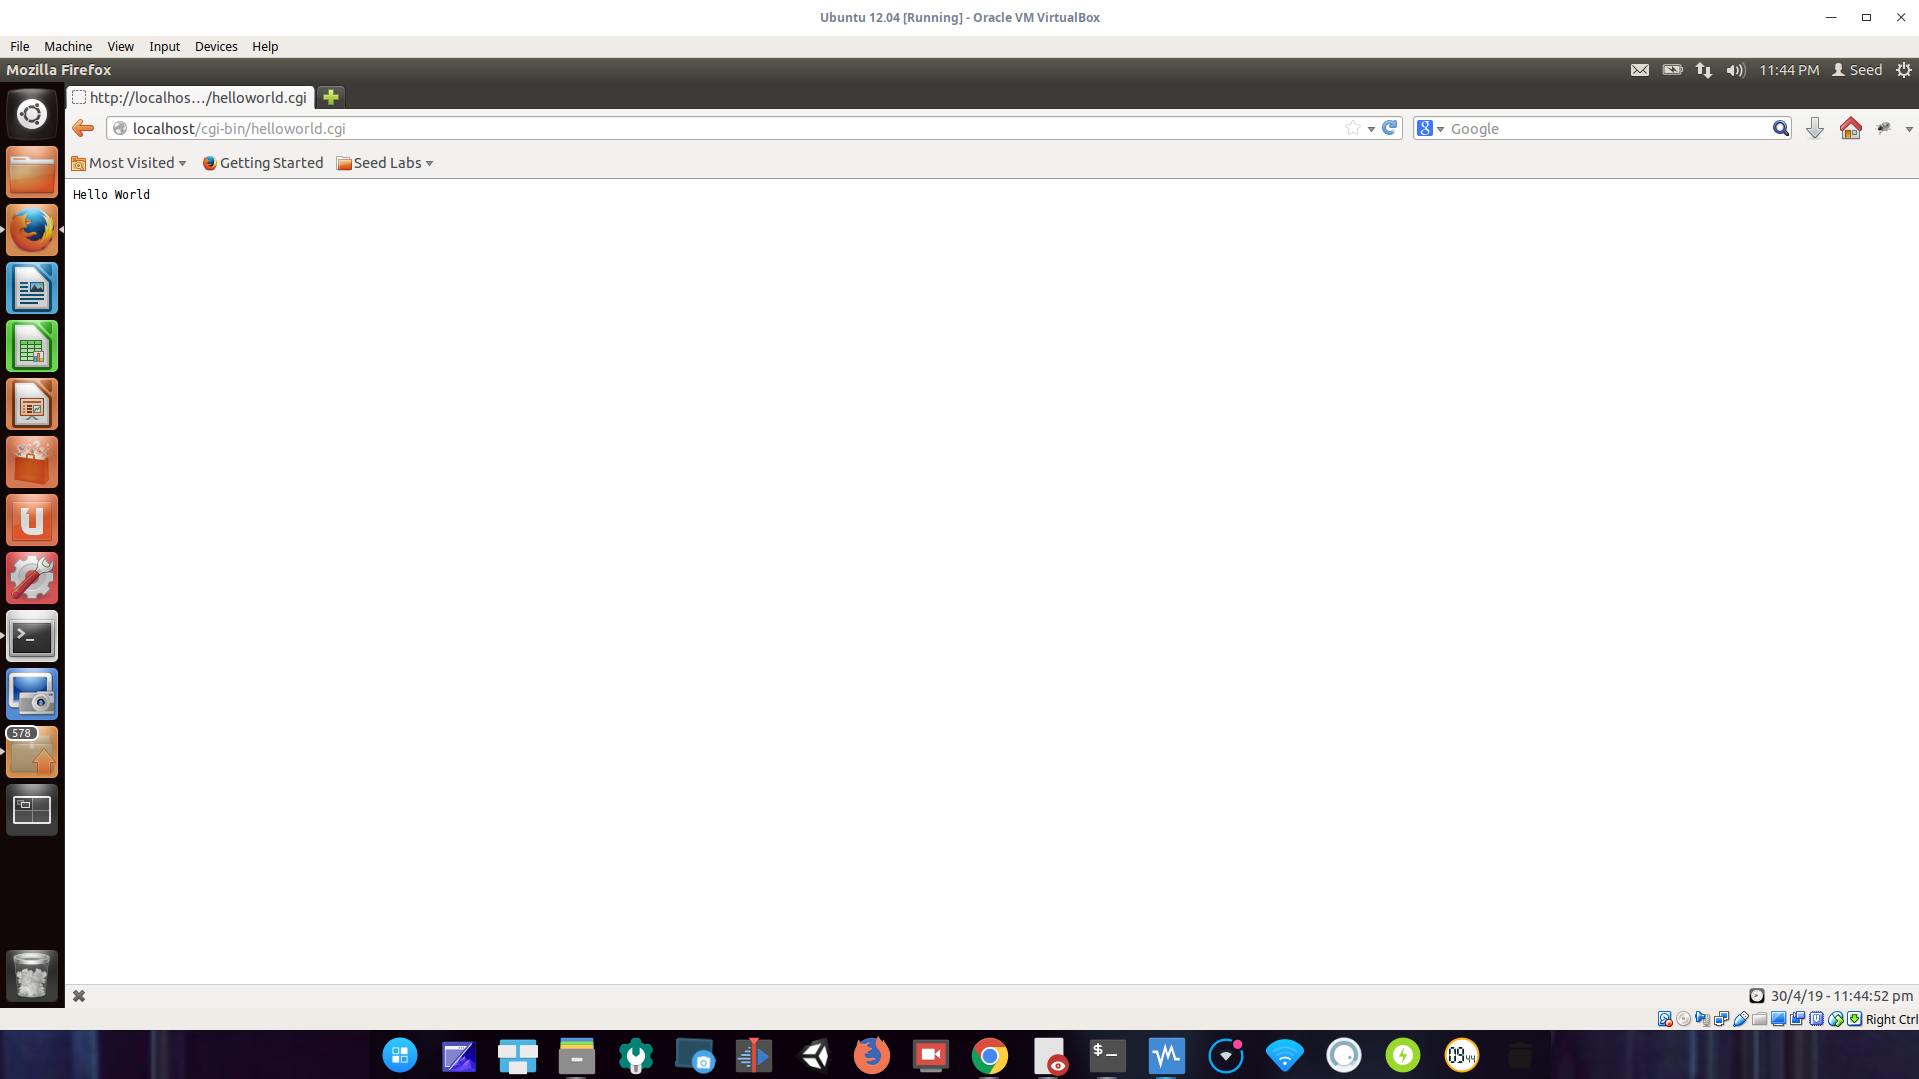 Ubuntu 12.04 [Running] - Oracle VM VirtualBox
File Machine View Input Devices Help
Mozilla Firefox 11:44 PM Seed
http://localhos…/helloworld.cgi
localhost/cgi-bin/helloworld.cgi Google
Most Visited Getting Started Seed Labs
Hello World
578
30/4/19 - 11:44:52 pm
Right Ctrl
09 44